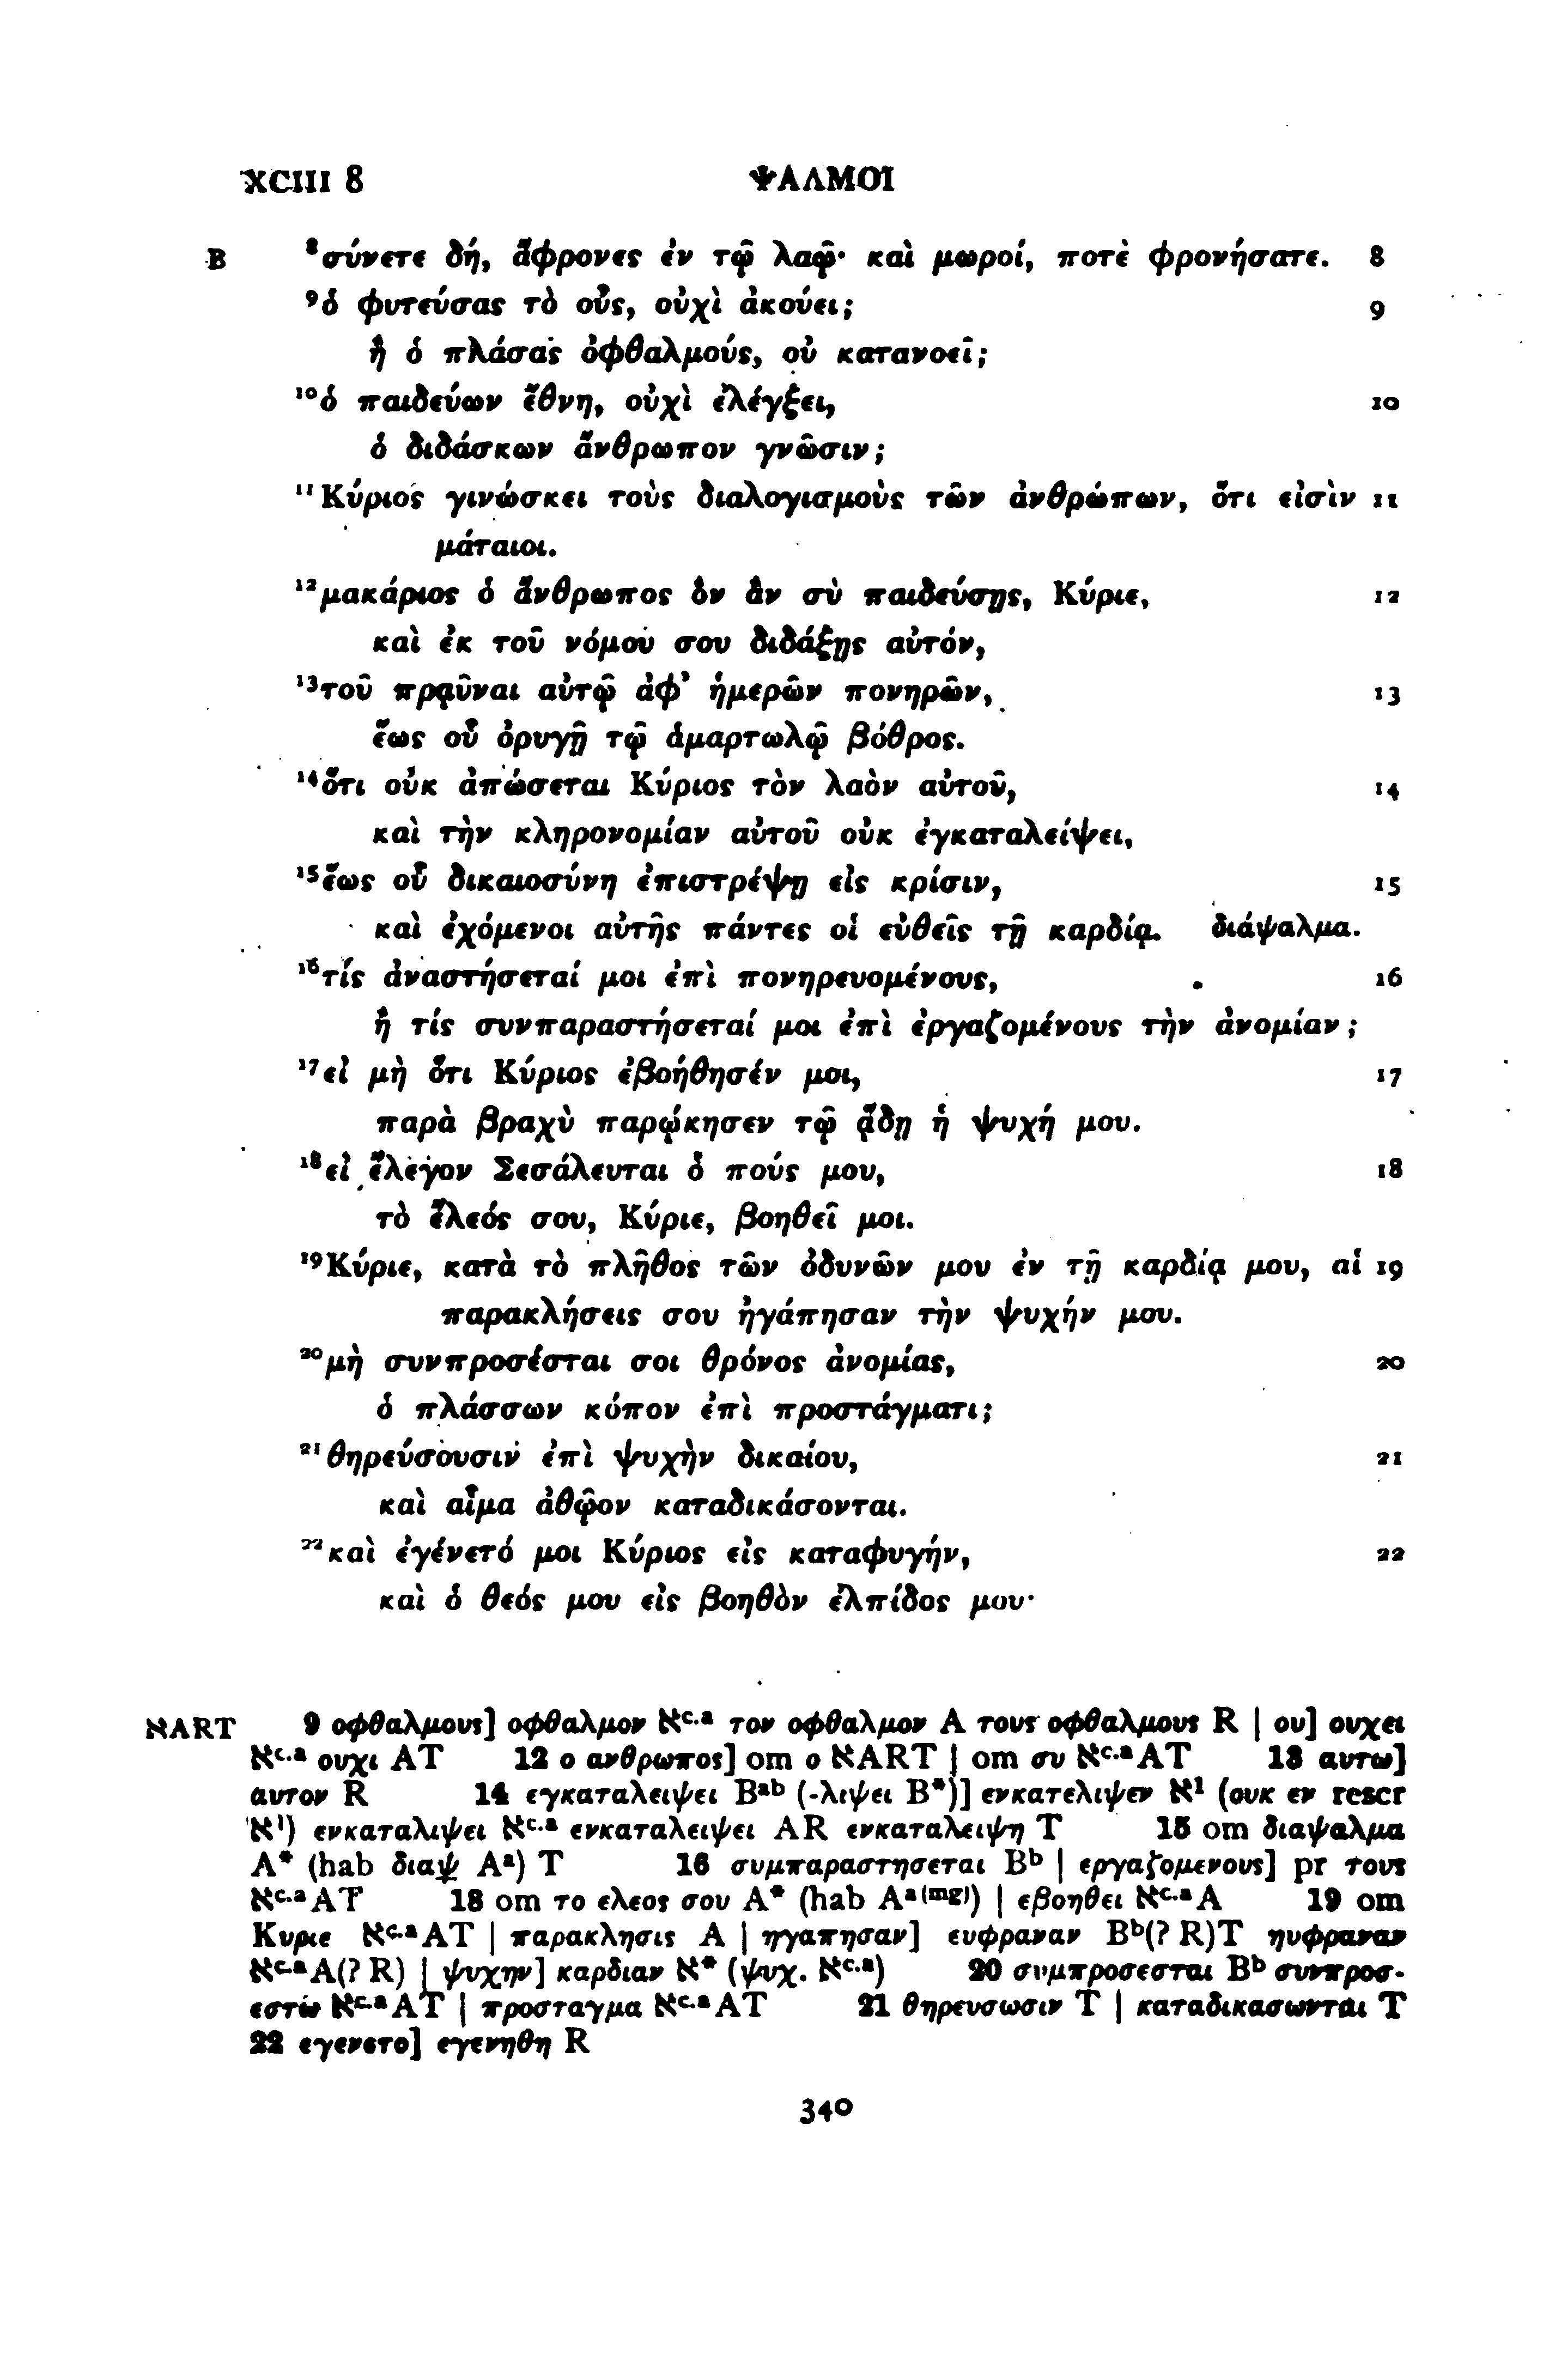 XCIII 8 ΨΑΛΜΟΙ
B ⁸σύνετε δή, ἄφρονες ἐν τῷ λαῷ· καὶ μωροί, ποτὲ φρονήσατε. 8
⁹ὁ φυτεύσας τὸ οὖς, οὐχὶ ἀκούει; 9
ἢ ὁ πλάσας ὀφθαλμούς, οὐ κατανοεῖ;
¹⁰ὁ παιδεύων ἔθνη, οὐχὶ ἐλέγξει, 10
ὁ διδάσκων ἄνθρωπον γνῶσιν;
¹¹Κύριος γινώσκει τοὺς διαλογισμοὺς τῶν ἀνθρώπων, ὅτι εἰσὶν 11
μάταιοι.
¹²μακάριος ὁ ἄνθρωπος ὃν ἂν σὺ παιδεύσῃς, Κύριε, 12
καὶ ἐκ τοῦ νόμου σου διδάξῃς αὐτόν,
¹³τοῦ πραῧναι αὐτῷ ἀφ᾽ ἡμερῶν πονηρῶν, 13
ἕως οὗ ὀρυγῇ τῷ ἁμαρτωλῷ βόθρος.
¹⁴ὅτι οὐκ ἀπώσεται Κύριος τὸν λαὸν αὐτοῦ, 14
καὶ τὴν κληρονομίαν αὐτοῦ οὐκ ἐγκαταλείψει,
¹⁵ἕως οὗ δικαιοσύνη ἐπιστρέψῃ εἰς κρίσιν, 15
καὶ ἐχόμενοι αὐτῆς πάντες οἱ εὐθεῖς τῇ καρδίᾳ. διάψαλμα.
¹⁶τίς ἀναστήσεταί μοι ἐπὶ πονηρευομένους, 16
ἢ τίς συνπαραστήσεταί μοι ἐπὶ ἐργαζομένους τὴν ἀνομίαν;
¹⁷εἰ μὴ ὅτι Κύριος ἐβοήθησέν μοι, 17
παρὰ βραχὺ παρῴκησεν τῷ ᾅδῃ ἡ ψυχή μου.
¹⁸εἰ ἔλεγον Σεσάλευται ὁ πούς μου, 18
τὸ ἔλεός σου, Κύριε, βοηθεῖ μοι.
¹⁹Κύριε, κατὰ τὸ πλῆθος τῶν ὀδυνῶν μου ἐν τῇ καρδίᾳ μου, αἱ 19
παρακλήσεις σου ἠγάπησαν τὴν ψυχήν μου.
²⁰μὴ συνπροσέσται σοι θρόνος ἀνομίας, 20
ὁ πλάσσων κόπον ἐπὶ προστάγματι;
²¹θηρεύσουσιν ἐπὶ ψυχὴν δικαίου, 21
καὶ αἷμα ἀθῷον καταδικάσονται.
²²καὶ ἐγένετό μοι Κύριος εἰς καταφυγήν, 22
καὶ ὁ θεός μου εἰς βοηθὸν ἐλπίδος μου·
אART 9 οφθαλμους] οφθαλμον א^c.a τον οφθαλμον A τους οφθαλμους R | ου] ουχει
א^c.a ουχι AT 12 ο ανθρωπος] om ο אART | om συ א^c.a AT 13 αυτω]
αυτον R 14 εγκαταλειψει B^ab (-λιψει B*)] ενκατελιψεν א¹ (ουκ εν rescr
א¹) ενκαταλιψει א^c.a ενκαταλειψει AR ενκαταλειψη T 15 om διαψαλμα
A* (hab διαψ A^a) T 16 συμπαραστησεται B^b | εργαζομενους] pr τους
א^c.a AT 18 om το ελεος σου A* (hab A^a(mg)) | εβοηθει א^c.a A 19 om
Κυριε א^c.a AT | παρακλησις A | ηγαπησαν] ευφραναν B^b(? R)T ηυφραναν
א^c.a A(? R) | ψυχην] καρδιαν א* (ψυχ. א^c.a) 20 συμπροσεσται B^b συνπροσ-
εστω א^c.a AT | προσταγμα א^c.a AT 21 θηρευσωσιν T | καταδικασωνται T
22 εγενετο] εγενηθη R
340